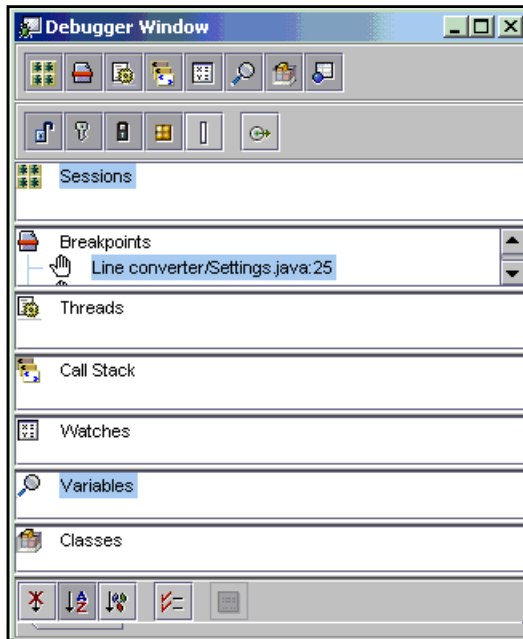 Debugger Window
Sessions
Breakpoints
Line converter/Settings.java:25
Threads
Call Stack
Watches
Variables
Classes